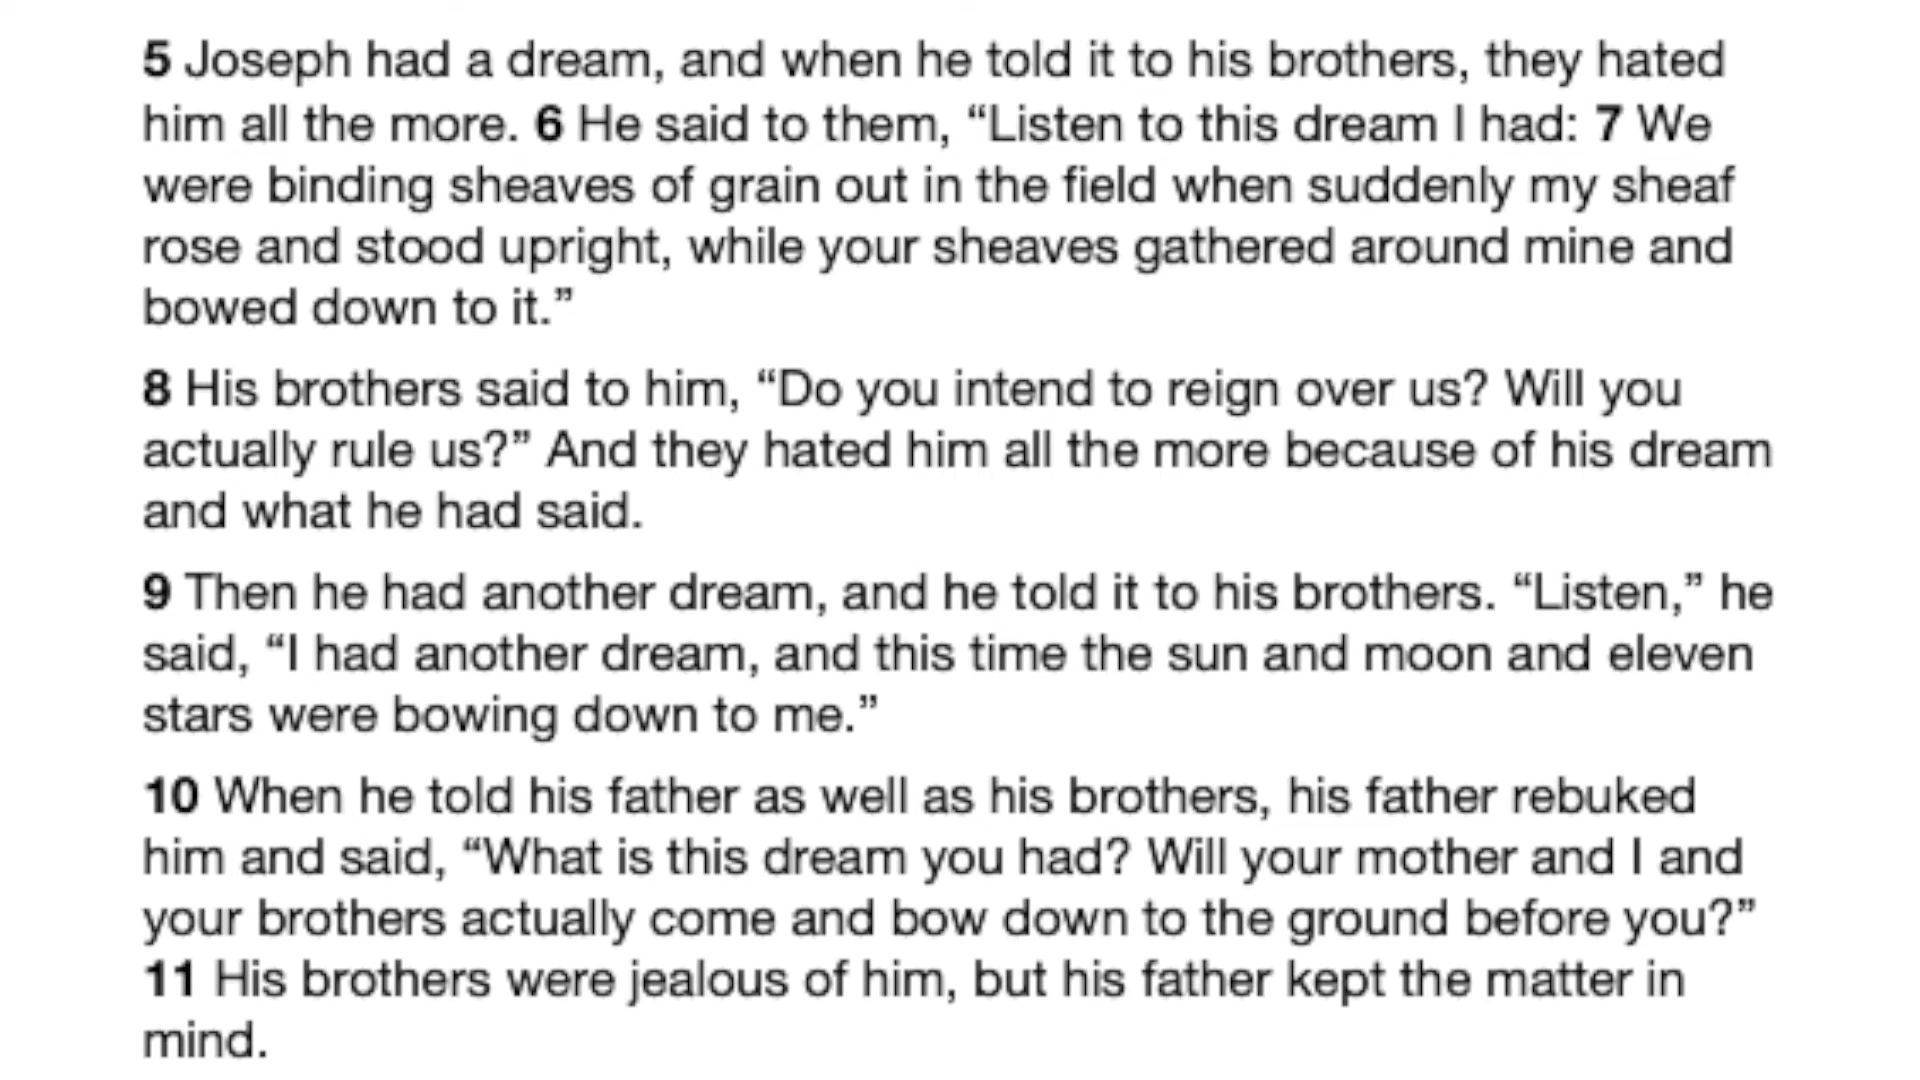 5 Joseph had a dream, and when he told it to his brothers, they hated
him all the more. 6 He said to them, “Listen to this dream I had: 7 We
were binding sheaves of grain out in the field when suddenly my sheaf
rose and stood upright, while your sheaves gathered around mine and
bowed down to it.”
8 His brothers said to him, “Do you intend to reign over us? Will you
actually rule us?” And they hated him all the more because of his dream
and what he had said.
9 Then he had another dream, and he told it to his brothers. “Listen,” he
said, “I had another dream, and this time the sun and moon and eleven
stars were bowing down to me.”
10 When he told his father as well as his brothers, his father rebuked
him and said, “What is this dream you had? Will your mother and I and
your brothers actually come and bow down to the ground before you?”
11 His brothers were jealous of him, but his father kept the matter in
mind.